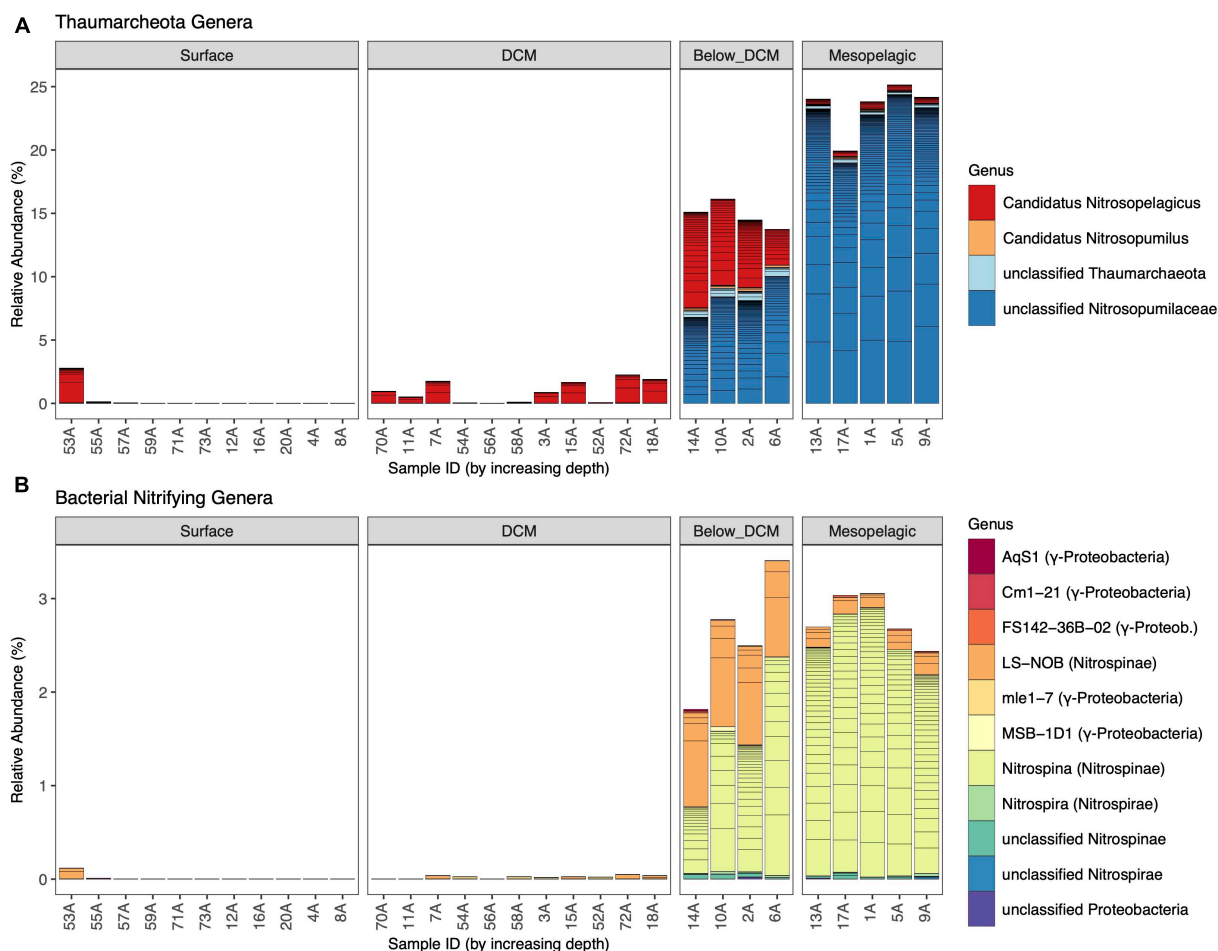 A
Thaumarcheota Genera
Surface DCM Below_DCM Mesopelagic
Relative Abundance (%)
25
20
15
10
5
0
53A 55A 57A 59A 71A 73A 12A 16A 20A 4A 8A 70A 11A 7A 54A 56A 58A 3A 15A 52A 72A 18A 14A 10A 2A 6A 13A 17A 1A 5A 9A
Sample ID (by increasing depth)
Genus
Candidatus Nitrosopelagicus
Candidatus Nitrosopumilus
unclassified Thaumarchaeota
unclassified Nitrosopumilaceae
B
Bacterial Nitrifying Genera
Surface DCM Below_DCM Mesopelagic
Relative Abundance (%)
3
2
1
0
53A 55A 57A 59A 71A 73A 12A 16A 20A 4A 8A 70A 11A 7A 54A 56A 58A 3A 15A 52A 72A 18A 14A 10A 2A 6A 13A 17A 1A 5A 9A
Sample ID (by increasing depth)
Genus
AqS1 (γ−Proteobacteria)
Cm1−21 (γ−Proteobacteria)
FS142−36B−02 (γ−Proteob.)
LS−NOB (Nitrospinae)
mle1−7 (γ−Proteobacteria)
MSB−1D1 (γ−Proteobacteria)
Nitrospina (Nitrospinae)
Nitrospira (Nitrospirae)
unclassified Nitrospinae
unclassified Nitrospirae
unclassified Proteobacteria